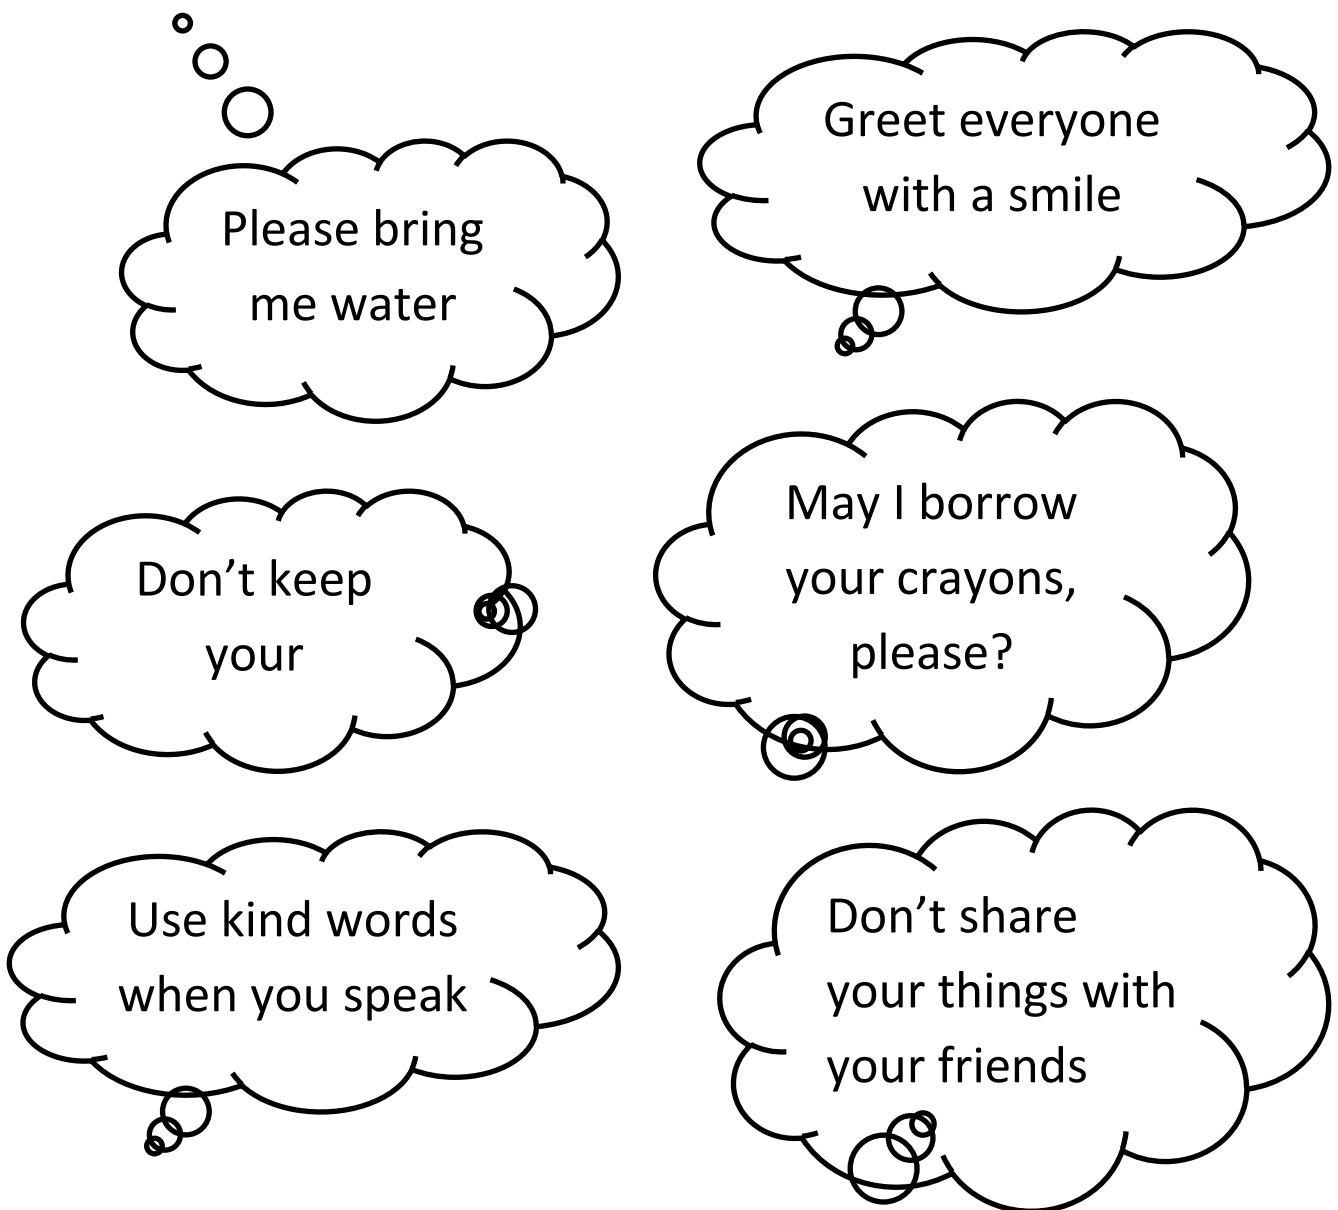 Please bring
me water
Greet everyone
with a smile
Don’t keep
your
May I borrow
your crayons,
please?
Use kind words
when you speak
Don’t share
your things with
your friends